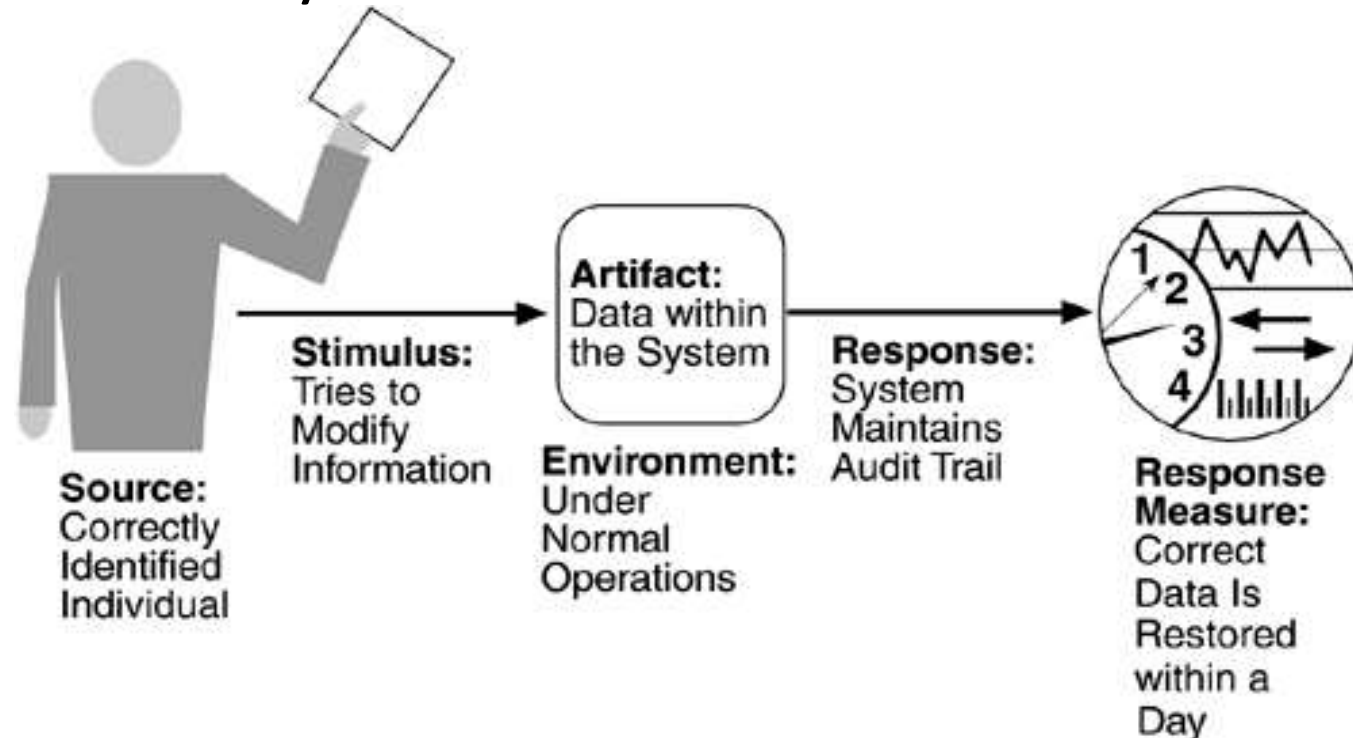 Source:
Correctly
Identified
Individual
Stimulus:
Tries to
Modify
Information
Artifact:
Data within
the System
Environment:
Under
Normal
Operations
Response:
System
Maintains
Audit Trail
1
2
3
4
Response
Measure:
Correct
Data Is
Restored
within a
Day